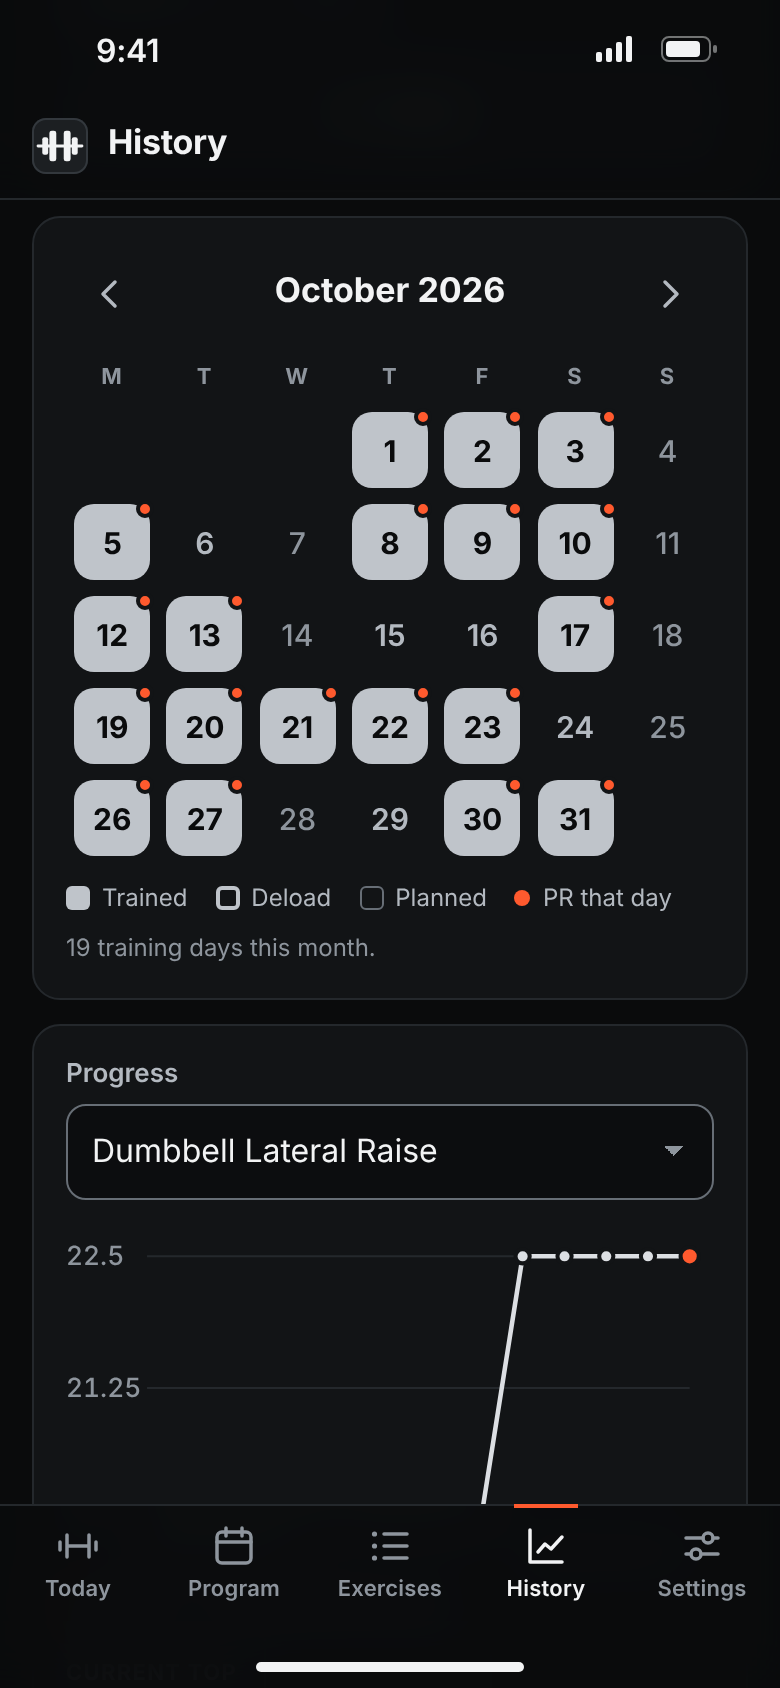 9:41
History
October 2026
M T W T F S S
1 2 3 4
5 6 7 8 9 10 11
12 13 14 15 16 17 18
19 20 21 22 23 24 25
26 27 28 29 30 31
Trained Deload Planned PR that day
19 training days this month.
Progress
Dumbbell Lateral Raise
22.5
21.25
Today Program Exercises History Settings
CURRENT TOP